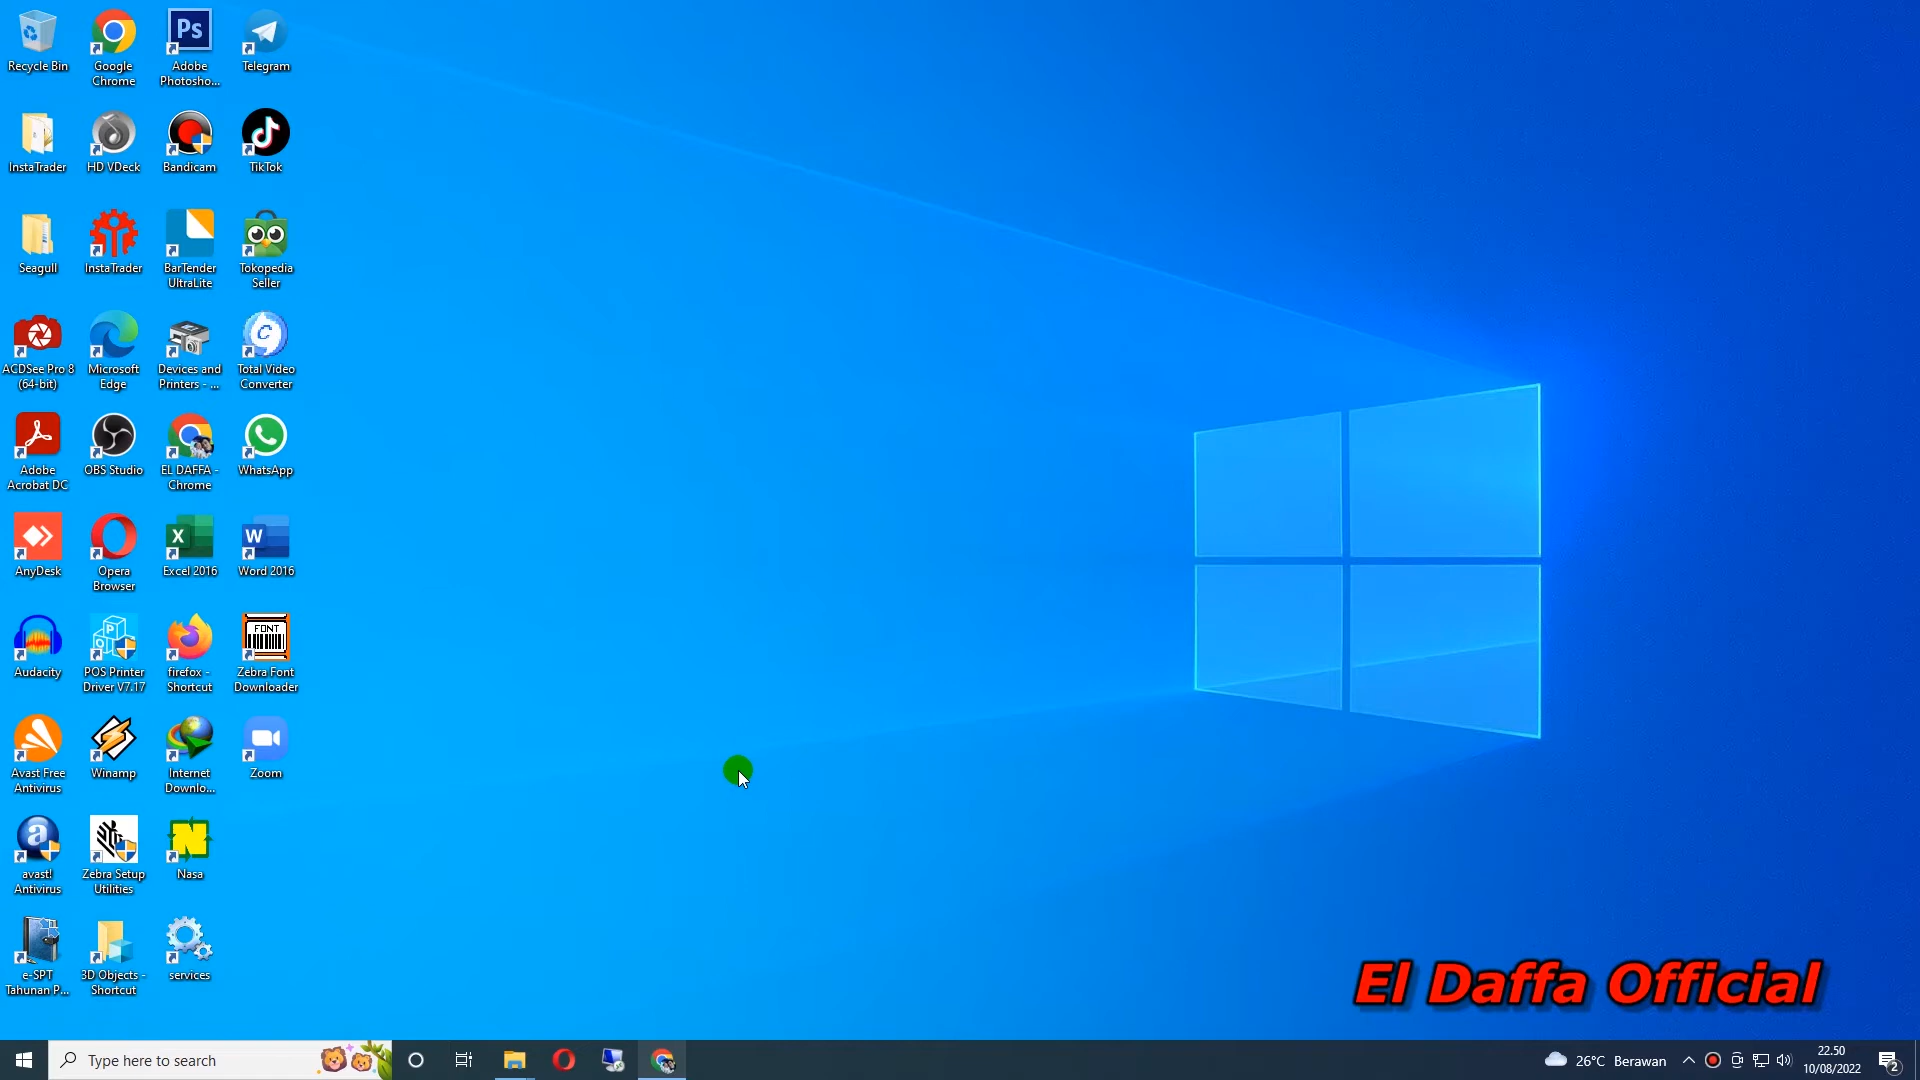 Recycle Bin
Google
Chrome
Ps
Adobe
Photosho...
Telegram
InstaTrader
HD VDeck
Bandicam
TikTok
Seagull
InstaTrader
BarTender
UltraLite
Tokopedia
Seller
ACDSee Pro 8
(64-bit)
Microsoft
Edge
Devices and
Printers - ...
C
Total Video
Converter
Adobe
Acrobat DC
OBS Studio
EL DAFFA -
Chrome
WhatsApp
AnyDesk
Opera
Browser
X
Excel 2016
W
Word 2016
Audacity
P
O
POS Printer
Driver V7.17
firefox -
Shortcut
FONT
Zebra Font
Downloader
Avast Free
Antivirus
Winamp
Internet
Downlo...
Zoom
a
avast!
Antivirus
Zebra Setup
Utilities
N
Nasa
e-SPT
Tahunan P...
3D Objects -
Shortcut
services
El Daffa Official
Type here to search
26°C Berawan
22.50
10/08/2022
2